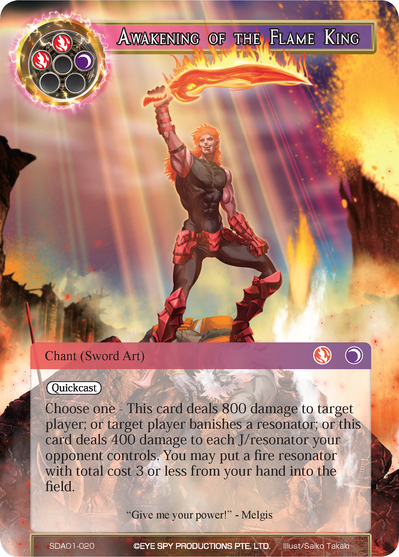 Awakening of the Flame King
Chant (Sword Art)
Quickcast
Choose one - This card deals 800 damage to target
player; or target player banishes a resonator; or this
card deals 400 damage to each J/resonator your
opponent controls. You may put a fire resonator
with total cost 3 or less from your hand into the
field.
“Give me your power!” - Melgis
SDAO1-020
©EYE SPY PRODUCTIONS PTE. LTD.
Illust/Saiko Takaki